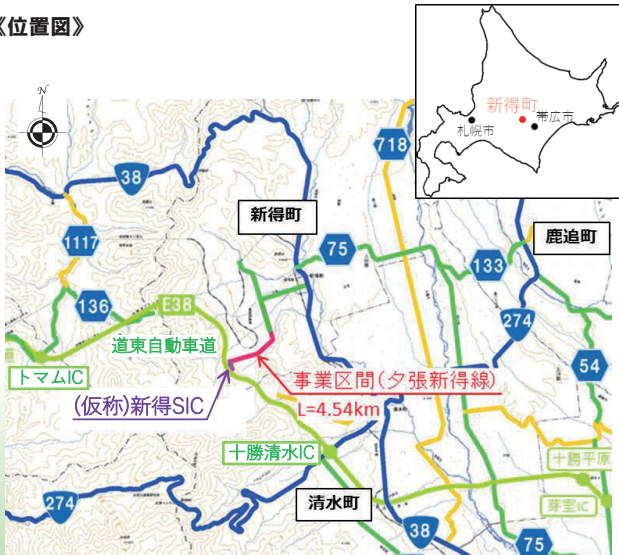 《位置図》
N
新得町
札幌市
帯広市
38
718
新得町
75
鹿追町
1117
133
136
E38
274
道東自動車道
54
トマムIC
事業区間(夕張新得線)
L=4.54km
(仮称)新得SIC
十勝清水IC
十勝平原
274
清水町
芽室IC
38
75